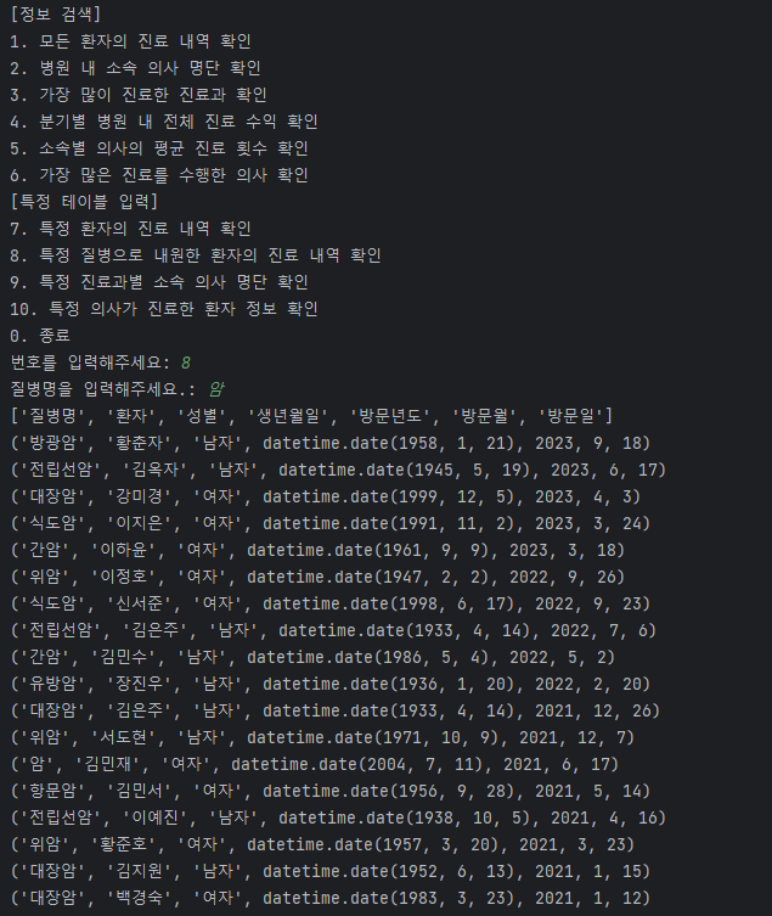 [정보 검색]
1. 모든 환자의 진료 내역 확인
2. 병원 내 소속 의사 명단 확인
3. 가장 많이 진료한 진료과 확인
4. 분기별 병원 내 전체 진료 수익 확인
5. 소속별 의사의 평균 진료 횟수 확인
6. 가장 많은 진료를 수행한 의사 확인
[특정 테이블 입력]
7. 특정 환자의 진료 내역 확인
8. 특정 질병으로 내원한 환자의 진료 내역 확인
9. 특정 진료과별 소속 의사 명단 확인
10. 특정 의사가 진료한 환자 정보 확인
0. 종료
번호를 입력해주세요: 8
질병명을 입력해주세요.: 암
['질병명', '환자', '성별', '생년월일', '방문년도', '방문월', '방문일']
('방광암', '황춘자', '남자', datetime.date(1958, 1, 21), 2023, 9, 18)
('전립선암', '김옥자', '남자', datetime.date(1945, 5, 19), 2023, 6, 17)
('대장암', '강미경', '여자', datetime.date(1999, 12, 5), 2023, 4, 3)
('식도암', '이지은', '여자', datetime.date(1991, 11, 2), 2023, 3, 24)
('간암', '이하윤', '여자', datetime.date(1961, 9, 9), 2023, 3, 18)
('위암', '이정호', '여자', datetime.date(1947, 2, 2), 2022, 9, 26)
('식도암', '신서준', '여자', datetime.date(1998, 6, 17), 2022, 9, 23)
('전립선암', '김은주', '남자', datetime.date(1933, 4, 14), 2022, 7, 6)
('간암', '김민수', '남자', datetime.date(1986, 5, 4), 2022, 5, 2)
('유방암', '장진우', '남자', datetime.date(1936, 1, 20), 2022, 2, 20)
('대장암', '김은주', '남자', datetime.date(1933, 4, 14), 2021, 12, 26)
('위암', '서도현', '남자', datetime.date(1971, 10, 9), 2021, 12, 7)
('암', '김민재', '여자', datetime.date(2004, 7, 11), 2021, 6, 17)
('항문암', '김민서', '여자', datetime.date(1956, 9, 28), 2021, 5, 14)
('전립선암', '이예진', '남자', datetime.date(1938, 10, 5), 2021, 4, 16)
('위암', '황준호', '여자', datetime.date(1957, 3, 20), 2021, 3, 23)
('대장암', '김지원', '남자', datetime.date(1952, 6, 13), 2021, 1, 15)
('대장암', '백경숙', '여자', datetime.date(1983, 3, 23), 2021, 1, 12)